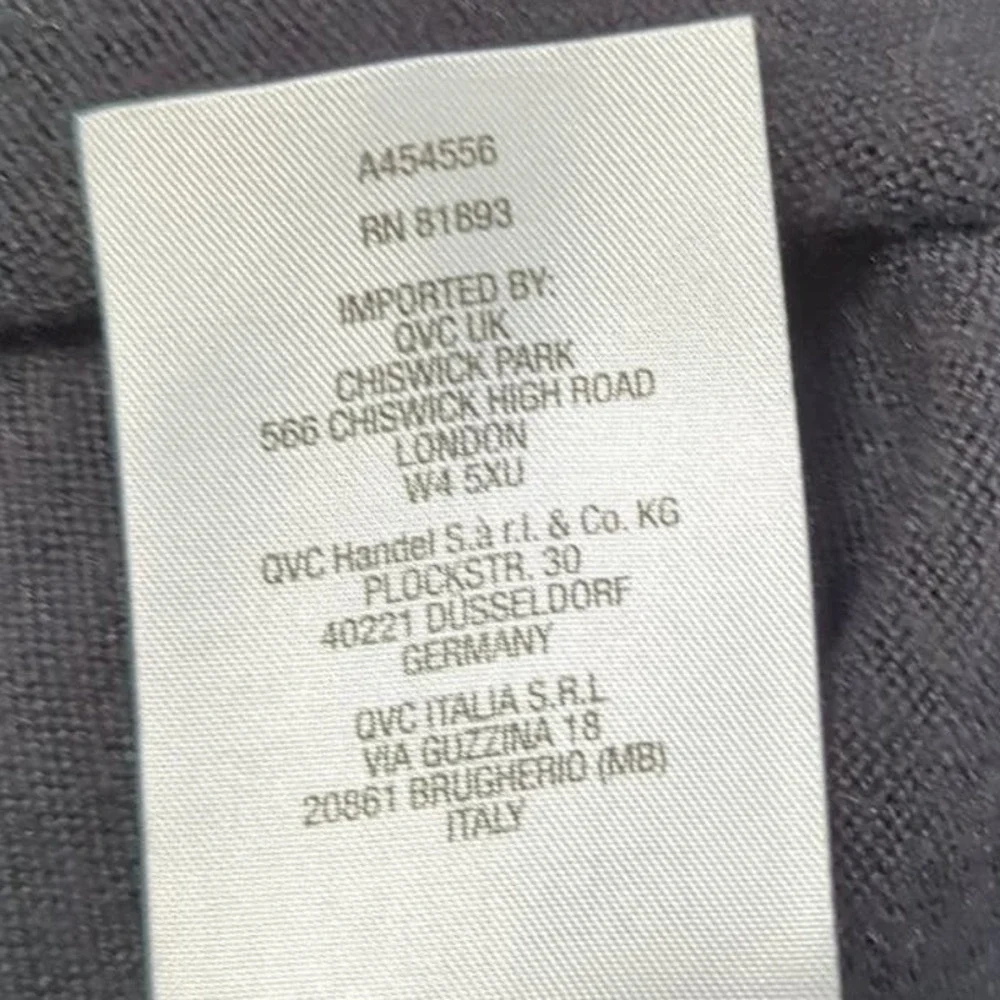 A454556
RN 81893
IMPORTED BY:
QVC UK
CHISWICK PARK
566 CHISWICK HIGH ROAD
LONDON
W4 5XU
QVC Handel S.à r.l. & Co. KG
PLOCKSTR. 30
40221 DÜSSELDORF
GERMANY
QVC ITALIA S.R.L
VIA GUZZINA 18
20861 BRUGHERIO (MB)
ITALY